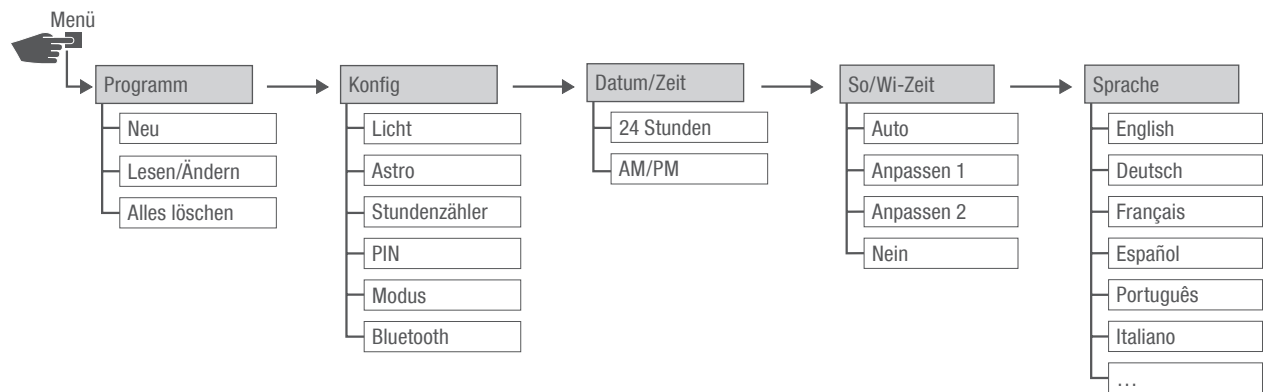 Menü
Programm
Neu
Lesen/Ändern
Alles löschen
Konfig
Licht
Astro
Stundenzähler
PIN
Modus
Bluetooth
Datum/Zeit
24 Stunden
AM/PM
So/Wi-Zeit
Auto
Anpassen 1
Anpassen 2
Nein
Sprache
English
Deutsch
Français
Español
Português
Italiano
…